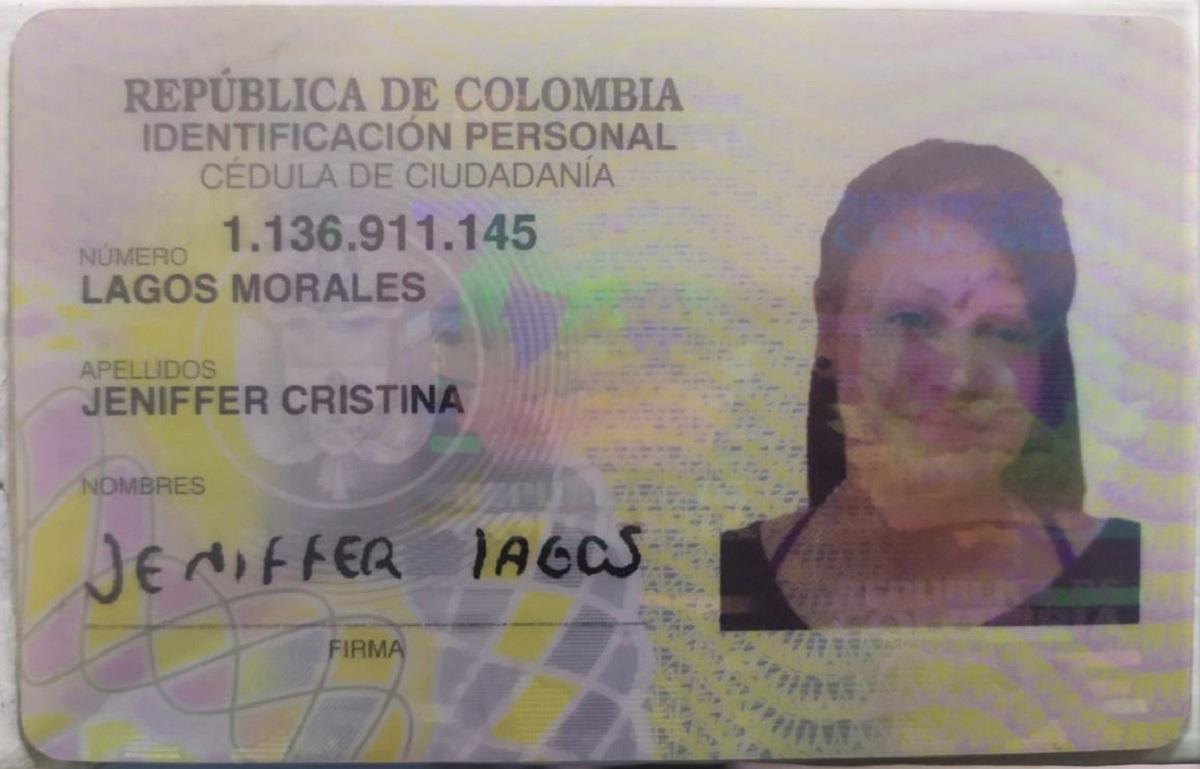 REPÚBLICA DE COLOMBIA
IDENTIFICACIÓN PERSONAL
CÉDULA DE CIUDADANÍA
NÚMERO 1.136.911.145
LAGOS MORALES
APELLIDOS
JENIFFER CRISTINA
NOMBRES
JENIFFER LAGOS
FIRMA